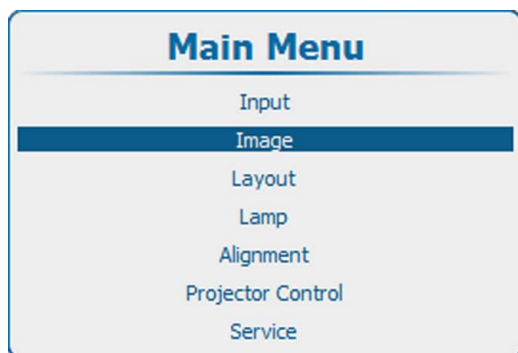 Main Menu
Input
Image
Layout
Lamp
Alignment
Projector Control
Service